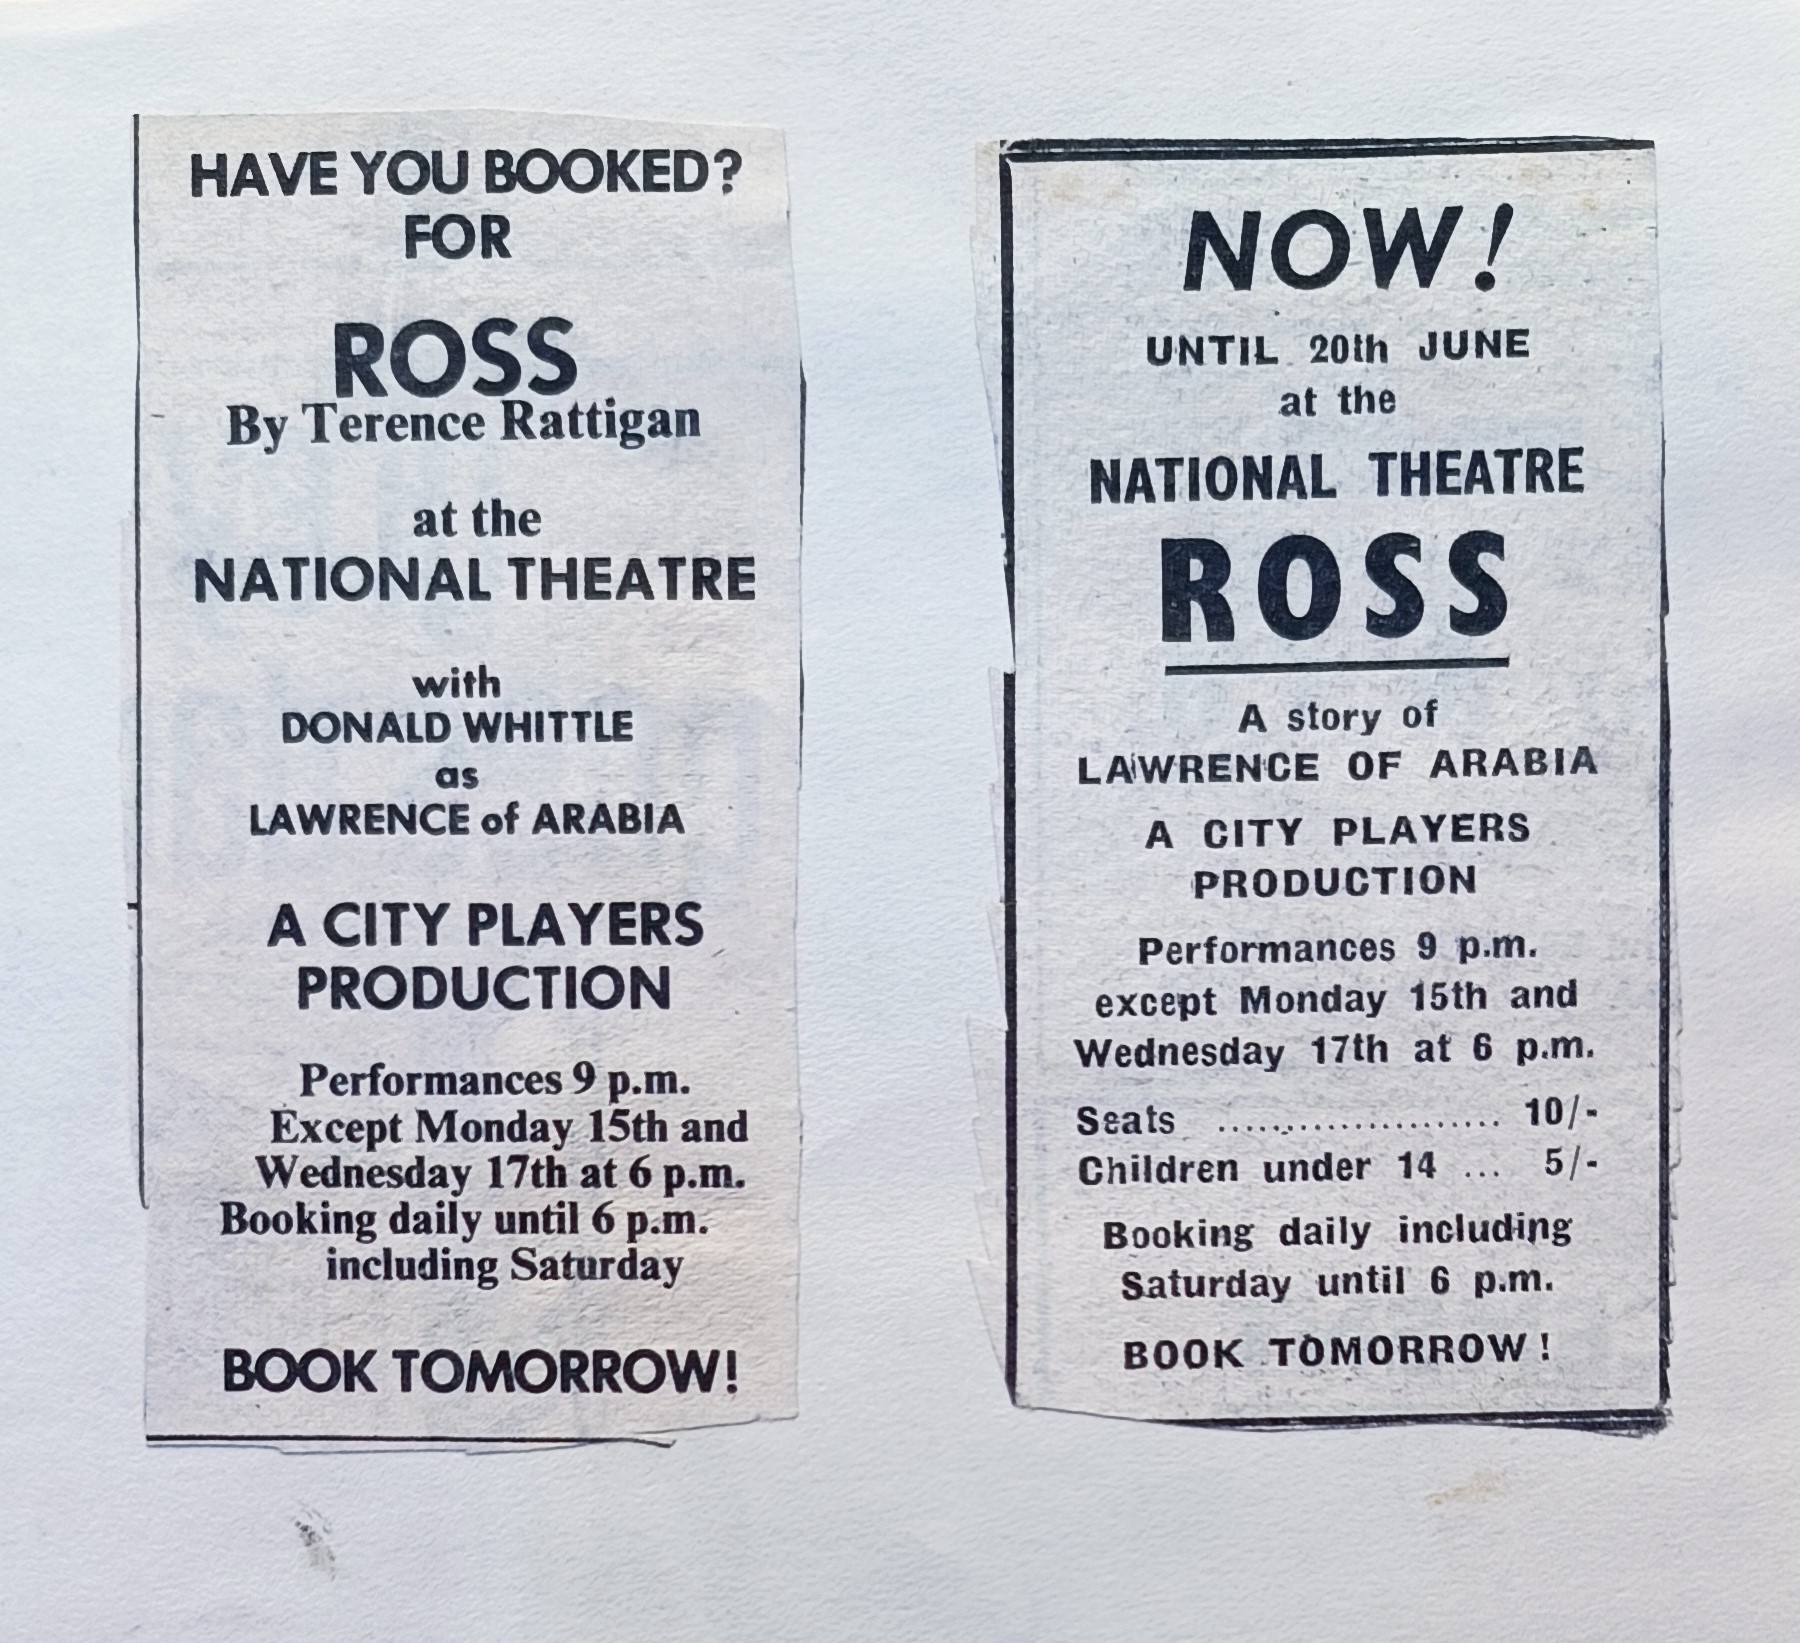 HAVE YOU BOOKED?
FOR
ROSS
By Terence Rattigan
at the
NATIONAL THEATRE
with
DONALD WHITTLE
as
LAWRENCE of ARABIA
A CITY PLAYERS
PRODUCTION
Performances 9 p.m.
Except Monday 15th and
Wednesday 17th at 6 p.m.
Booking daily until 6 p.m.
including Saturday
BOOK TOMORROW!
NOW!
UNTIL 20th JUNE
at the
NATIONAL THEATRE
ROSS
A story of
LAWRENCE OF ARABIA
A CITY PLAYERS
PRODUCTION
Performances 9 p.m.
except Monday 15th and
Wednesday 17th at 6 p.m.
Seats ..................... 10/-
Children under 14 ... 5/-
Booking daily including
Saturday until 6 p.m.
BOOK TOMORROW!